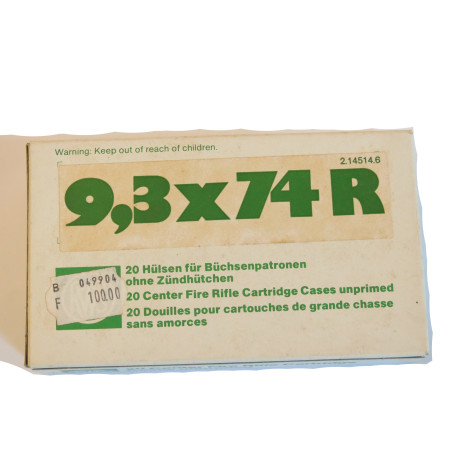 Warning: Keep out of reach of children.
2.14514.6
9,3x74 R
20 Hülsen für Büchsenpatronen
ohne Zündhütchen
B 049904
F 100.00
20 Center Fire Rifle Cartridge Cases unprimed
20 Douilles pour cartouches de grande chasse
sans amorces